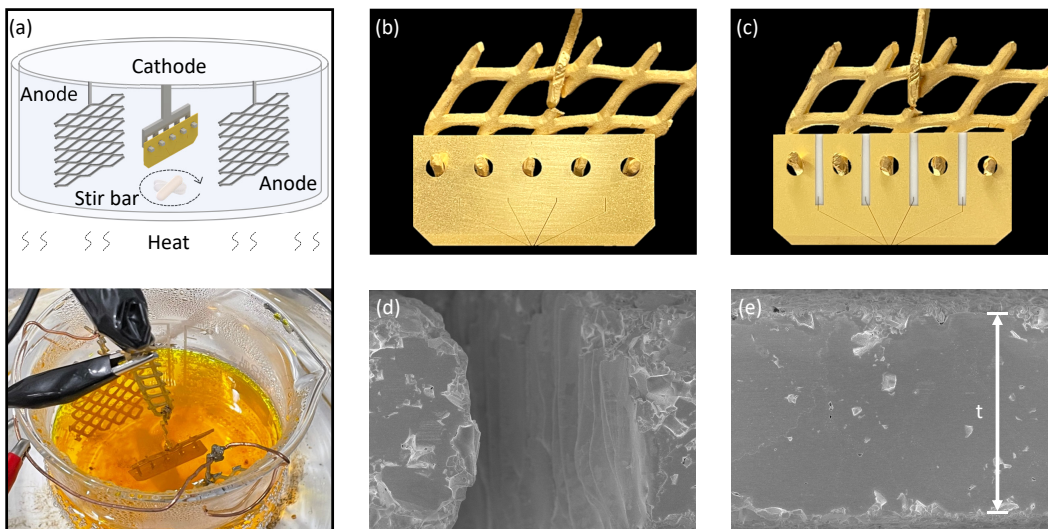 (a)
Cathode
Anode
Anode
Stir bar
Heat
(b)
(c)
(d)
(e)
t